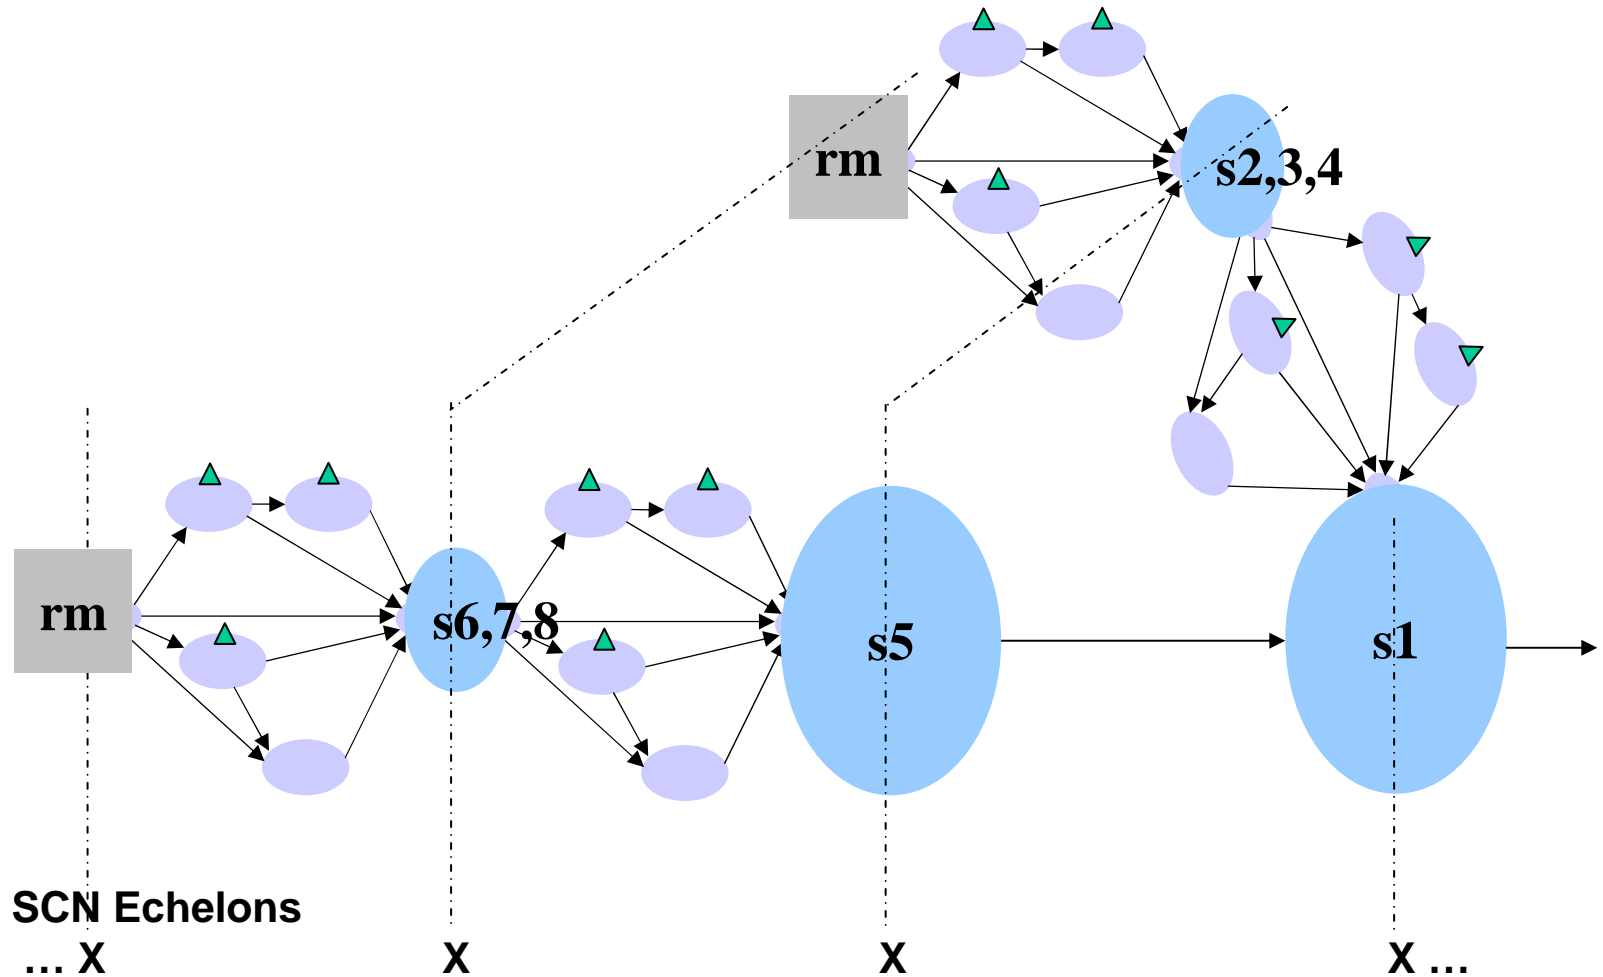 rm
s2,3,4
rm
s6,7,8
s5
s1
SCN Echelons
... X
X
X
X ...